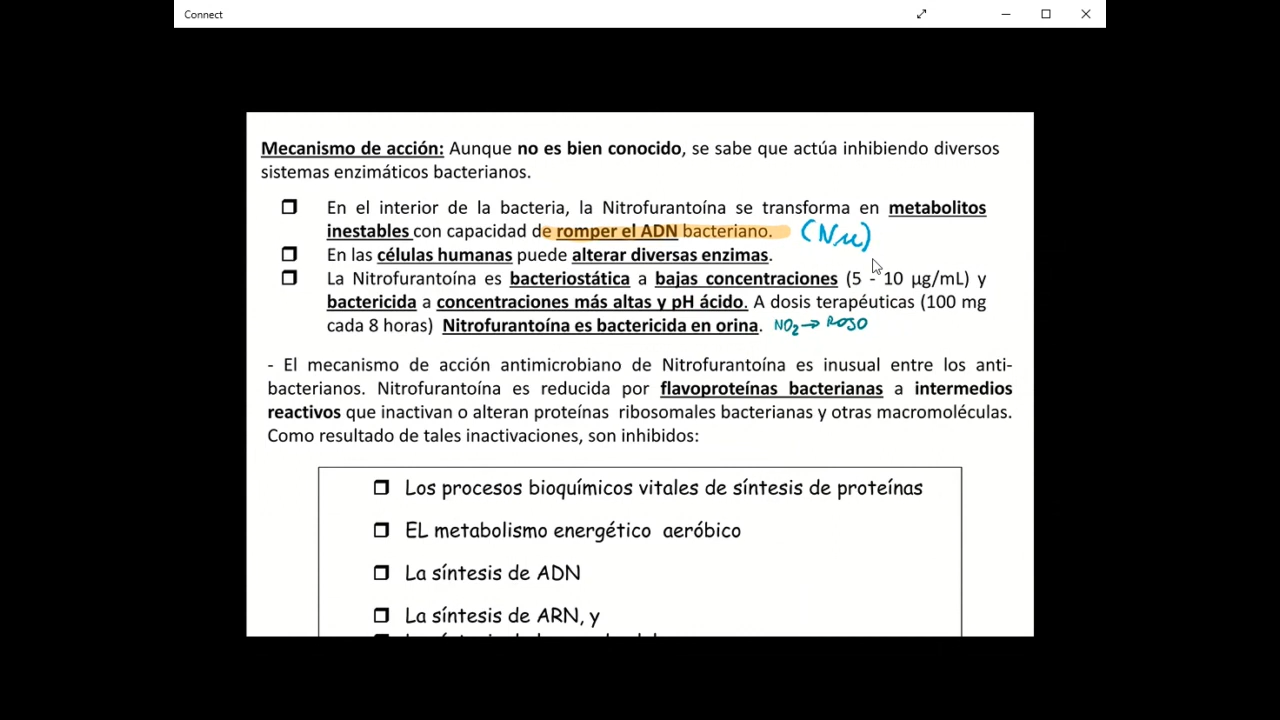 Connect
Mecanismo de acción: Aunque no es bien conocido, se sabe que actúa inhibiendo diversos
sistemas enzimáticos bacterianos.
En el interior de la bacteria, la Nitrofurantoína se transforma en metabolitos
inestables con capacidad de romper el ADN bacteriano.
En las células humanas puede alterar diversas enzimas.
La Nitrofurantoína es bacteriostática a bajas concentraciones (5 - 10 µg/mL) y
bactericida a concentraciones más altas y pH ácido. A dosis terapéuticas (100 mg
cada 8 horas) Nitrofurantoína es bactericida en orina. NO2→
- El mecanismo de acción antimicrobiano de Nitrofurantoína es inusual entre los anti-
bacterianos. Nitrofurantoína es reducida por flavoproteínas bacterianas a intermedios
reactivos que inactivan o alteran proteínas ribosomales bacterianas y otras macromoléculas.
Como resultado de tales inactivaciones, son inhibidos:
Los procesos bioquímicos vitales de síntesis de proteínas
EL metabolismo energético aeróbico
La síntesis de ADN
La síntesis de ARN, y